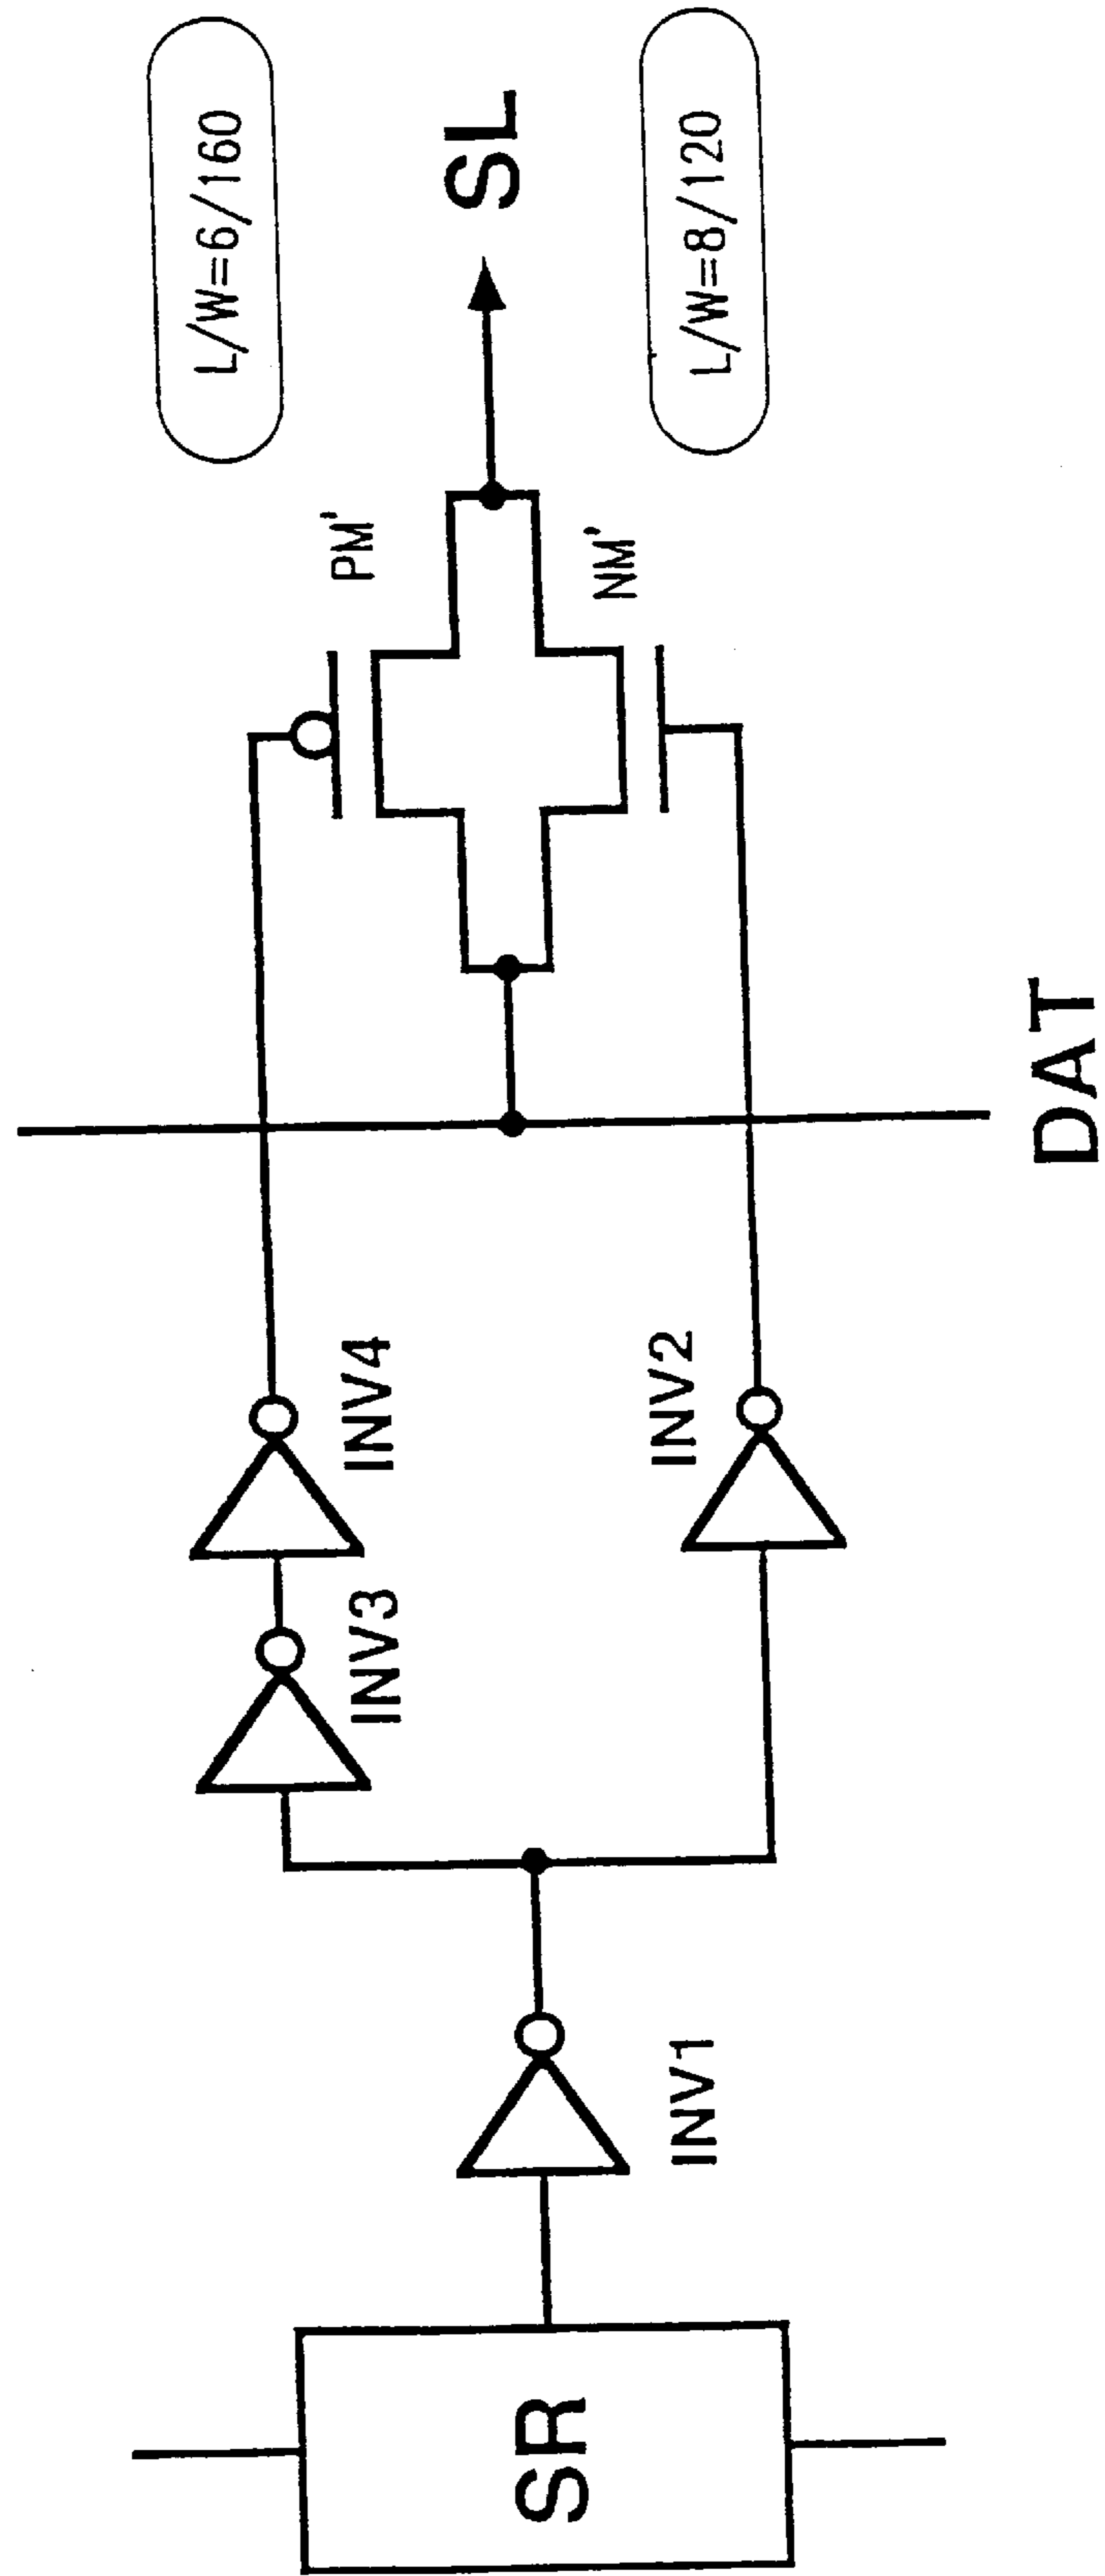 SR
INV1
INV3
INV4
INV2
DAT
PM'
NM'
SL
L/W=6/160
L/W=8/120